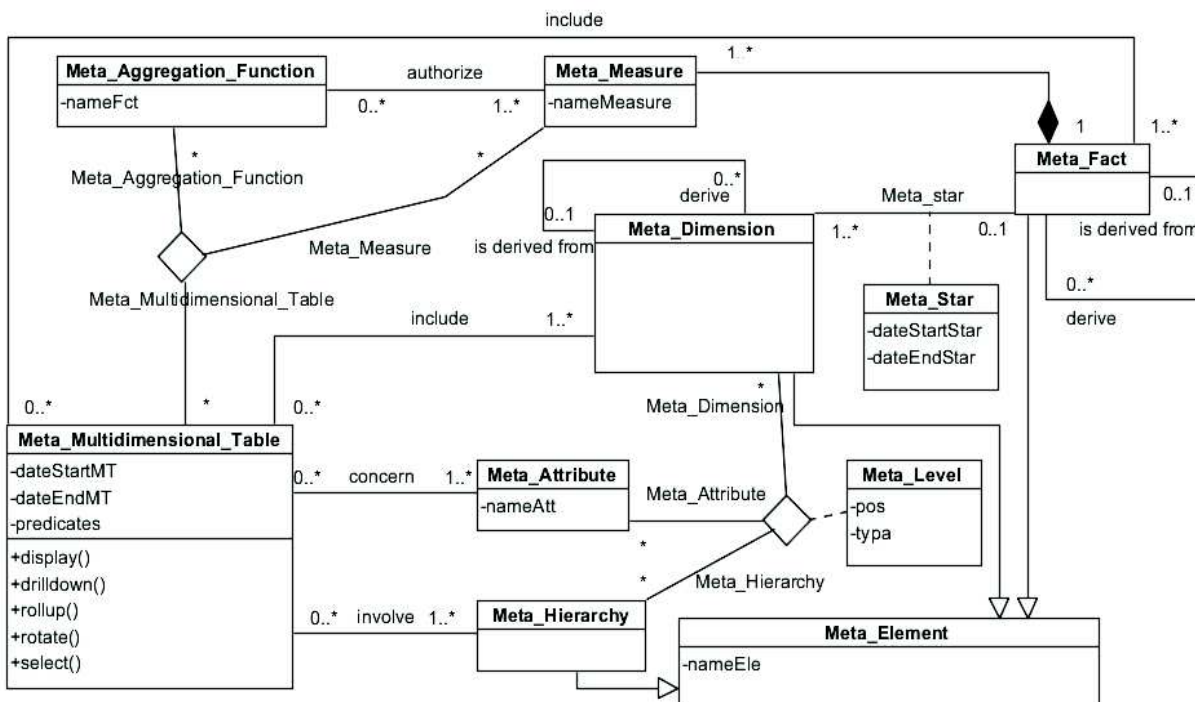 include
Meta_Aggregation_Function
-nameFct
authorize
0..*
1..*
Meta_Measure
-nameMeasure
1..*
1
1..*
Meta_Fact
*
Meta_Aggregation_Function
*
Meta_Measure
Meta_Multidimensional_Table
0..*
derive
0..1
is derived from
Meta_Dimension
Meta_star
1..*
0..1
0..1
is derived from
0..*
derive
Meta_Star
-dateStartStar
-dateEndStar
include
1..*
0..*
*
0..*
*
Meta_Dimension
Meta_Multidimensional_Table
-dateStartMT
-dateEndMT
-predicates
+display()
+drilldown()
+rollup()
+rotate()
+select()
0..*
concern
1..*
Meta_Attribute
-nameAtt
Meta_Attribute
*
Meta_Level
-pos
-typa
*
Meta_Hierarchy
0..*
involve
1..*
Meta_Hierarchy
Meta_Element
-nameEle